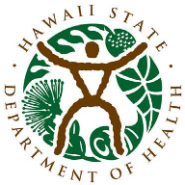 HAWAII STATE
DEPARTMENT OF HEALTH